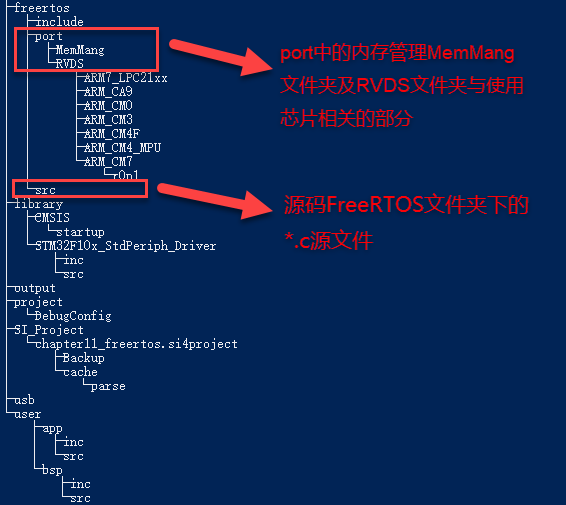 freertos
include
port
MemMang
RVDS
ARM7_LPC21xx
ARM_CA9
ARM_CM0
ARM_CM3
ARM_CM4F
ARM_CM4_MPU
ARM_CM7
r0p1
src
library
CMSIS
startup
STM32F10x_StdPeriph_Driver
inc
src
output
project
DebugConfig
SI_Project
chapter11_freertos.si4project
Backup
cache
parse
usb
user
app
inc
src
bsp
inc
src
port中的内存管理MemMang
文件夹及RVDS文件夹与使用
芯片相关的部分
源码FreeRTOS文件夹下的
*.c源文件